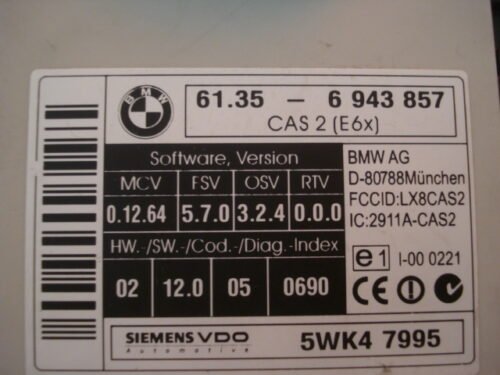 BMW
61.35 - 6 943 857
CAS 2 (E6x)
Software, Version
MCV FSV OSV RTV
0.12.64 5.7.0 3.2.4 0.0.0
HW.-/SW.-/Cod.-/Diag.-Index
02 12.0 05 0690
BMW AG
D-80788München
FCCID:LX8CAS2
IC:2911A-CAS2
e1 I-00 0221
CE
SIEMENS VDO
Automotive
5WK4 7995